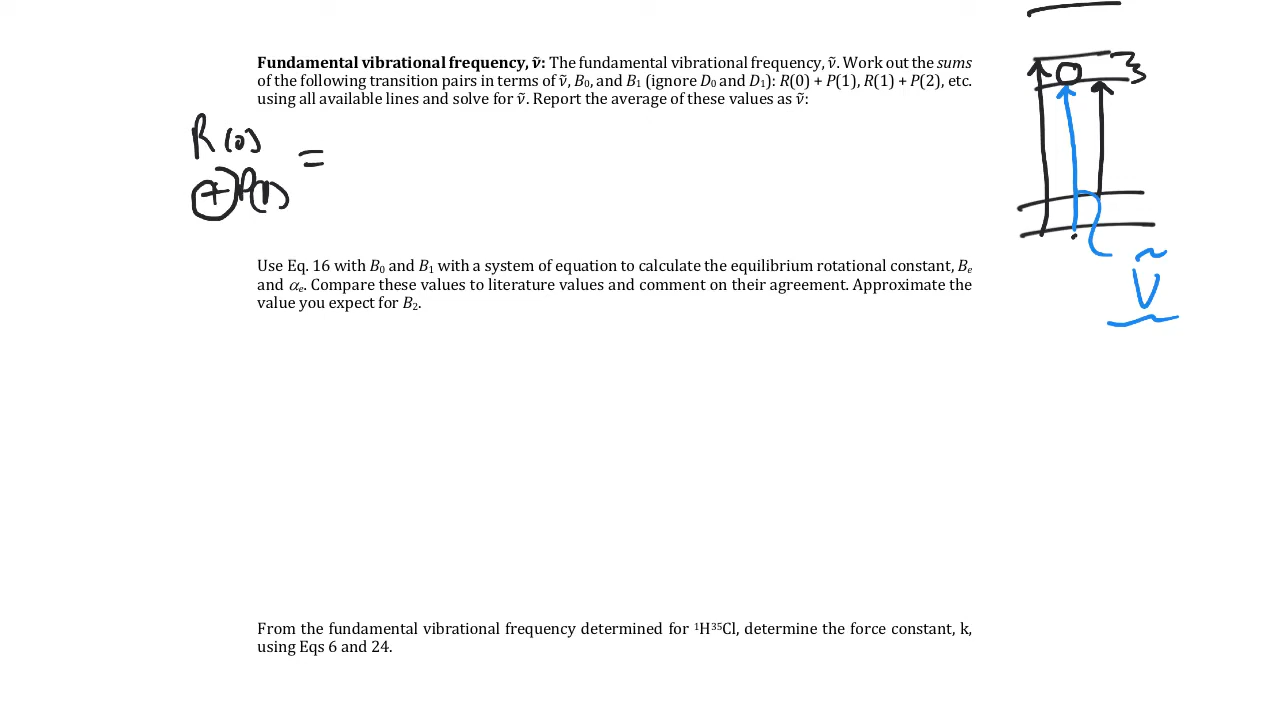 Fundamental vibrational frequency, ṽ: The fundamental vibrational frequency, ṽ. Work out the sums
of the following transition pairs in terms of ṽ, B₀, and B₁ (ignore D₀ and D₁): R(0) + P(1), R(1) + P(2), etc.
using all available lines and solve for ṽ. Report the average of these values as ṽ:
R(0)
+ P(1) =
Use Eq. 16 with B₀ and B₁ with a system of equation to calculate the equilibrium rotational constant, Bₑ
and αₑ. Compare these values to literature values and comment on their agreement. Approximate the
value you expect for B₂.
ṽ
From the fundamental vibrational frequency determined for ¹H³⁵Cl, determine the force constant, k,
using Eqs 6 and 24.